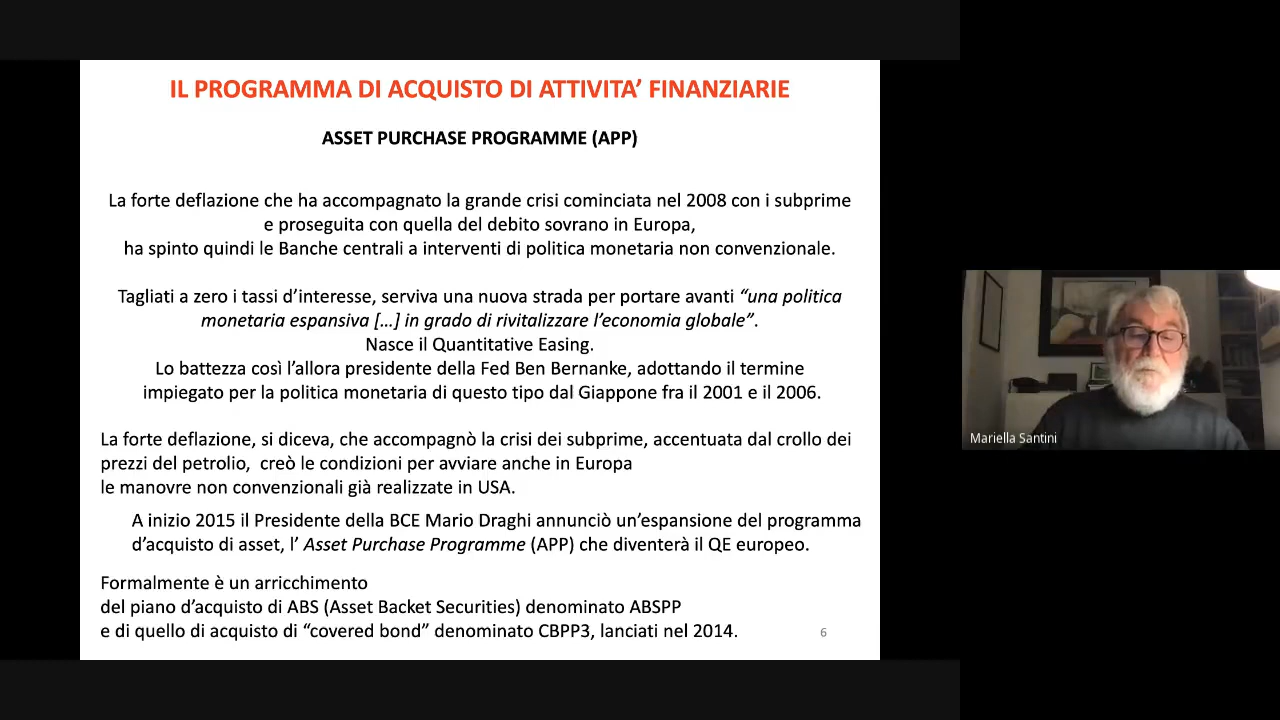 IL PROGRAMMA DI ACQUISTO DI ATTIVITA’ FINANZIARIE
ASSET PURCHASE PROGRAMME (APP)
La forte deflazione che ha accompagnato la grande crisi cominciata nel 2008 con i subprime
e proseguita con quella del debito sovrano in Europa,
ha spinto quindi le Banche centrali a interventi di politica monetaria non convenzionale.
Tagliati a zero i tassi d’interesse, serviva una nuova strada per portare avanti “una politica
monetaria espansiva […] in grado di rivitalizzare l’economia globale”.
Nasce il Quantitative Easing.
Lo battezza così l’allora presidente della Fed Ben Bernanke, adottando il termine
impiegato per la politica monetaria di questo tipo dal Giappone fra il 2001 e il 2006.
La forte deflazione, si diceva, che accompagnò la crisi dei subprime, accentuata dal crollo dei
prezzi del petrolio, creò le condizioni per avviare anche in Europa
le manovre non convenzionali già realizzate in USA.
A inizio 2015 il Presidente della BCE Mario Draghi annunciò un’espansione del programma
d’acquisto di asset, l’ Asset Purchase Programme (APP) che diventerà il QE europeo.
Formalmente è un arricchimento
del piano d’acquisto di ABS (Asset Backet Securities) denominato ABSPP
e di quello di acquisto di “covered bond” denominato CBPP3, lanciati nel 2014.
6
Mariella Santini